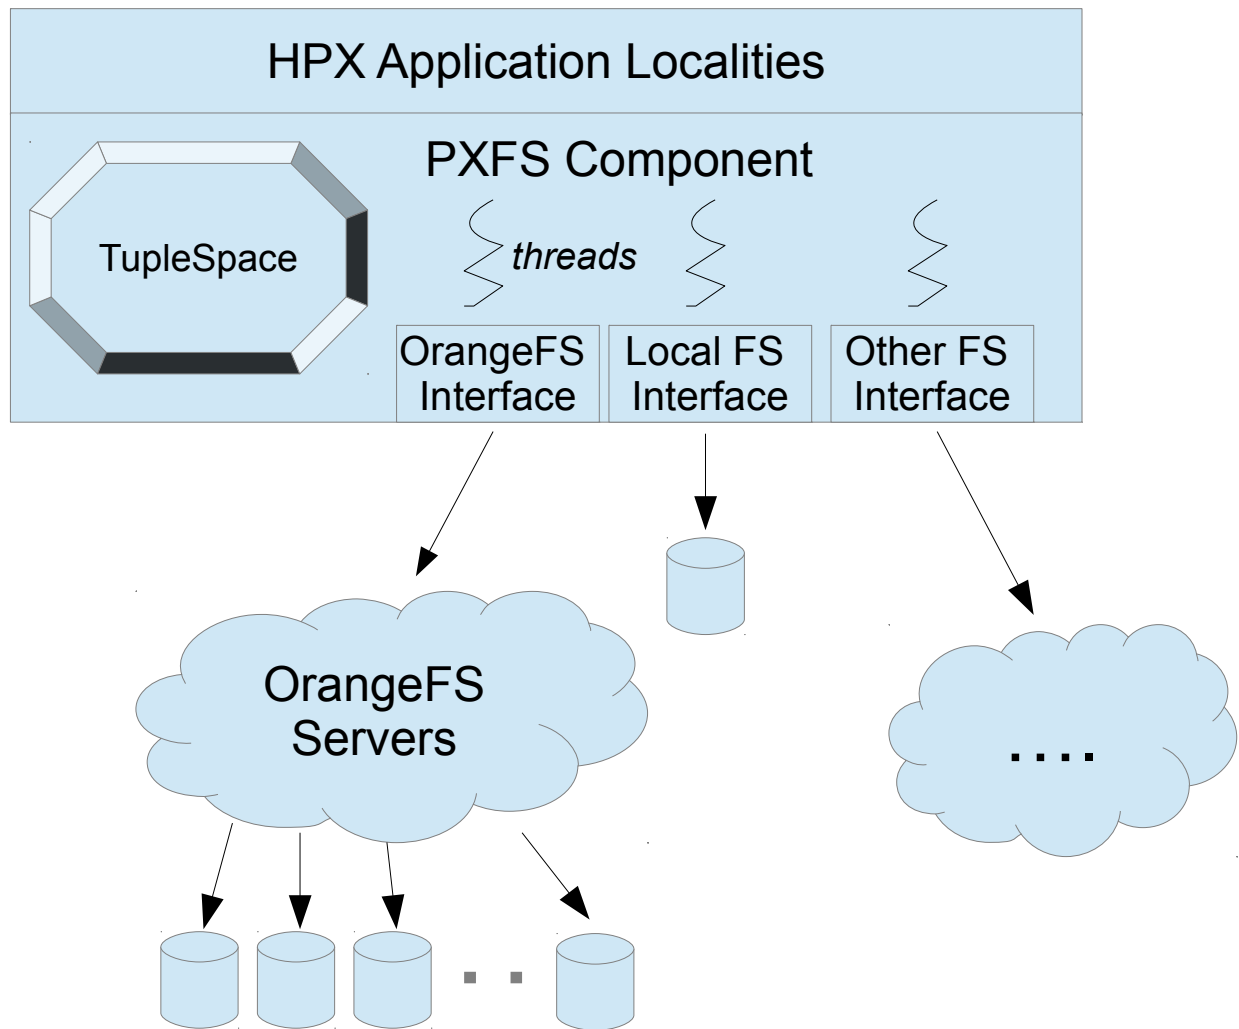 HPX Application Localities
PXFS Component
TupleSpace
threads
OrangeFS
Interface
Local FS
Interface
Other FS
Interface
OrangeFS
Servers
. . . .